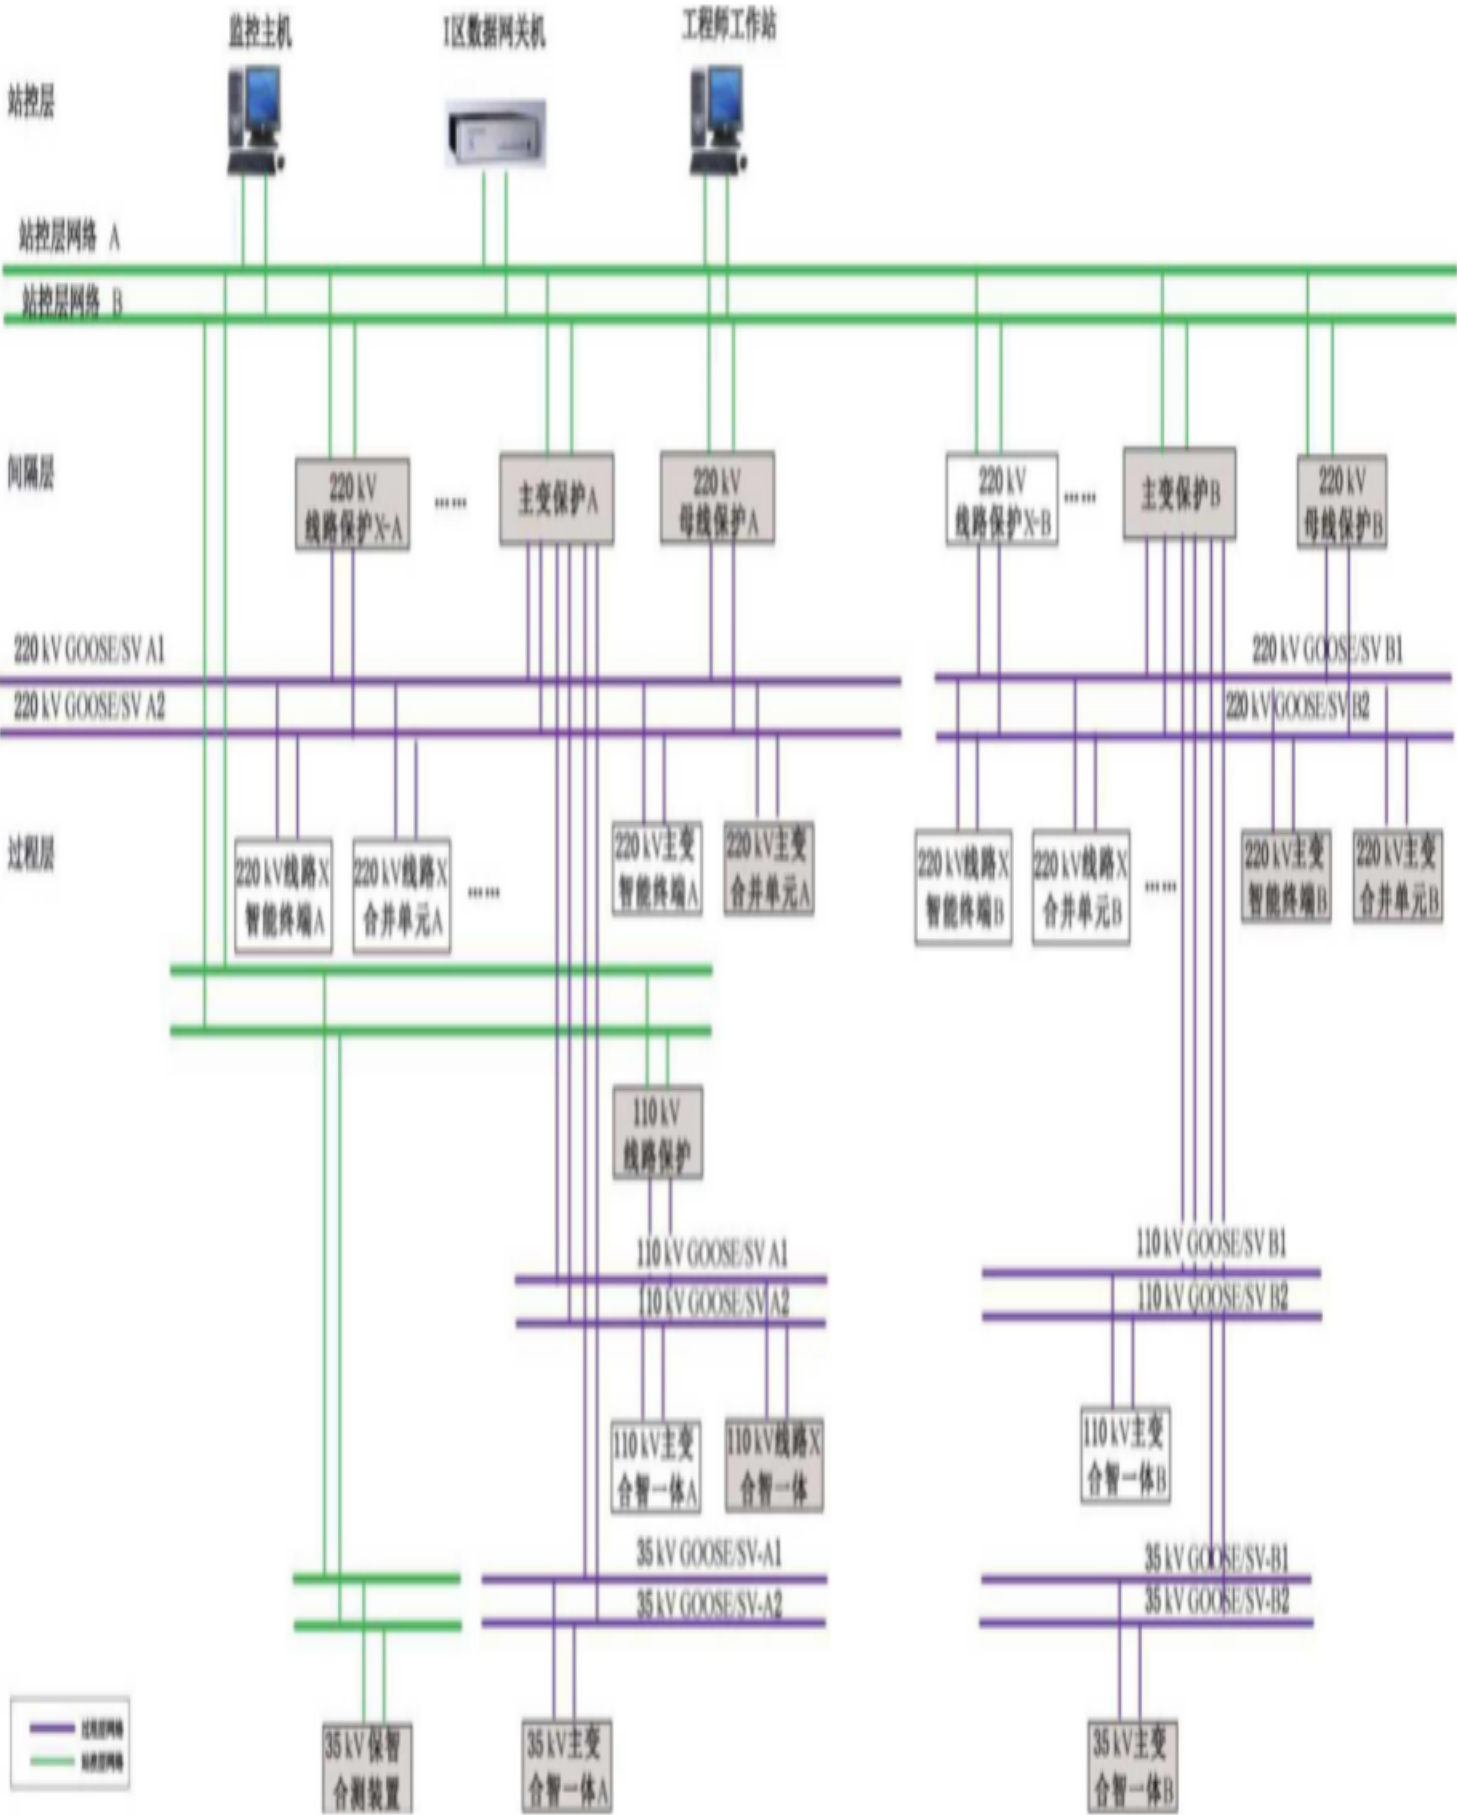 监控主机
I区数据网关机
工程师工作站
站控层
站控层网络 A
站控层网络 B
间隔层
220 kV
线路保护X-A
……
主变保护A
220 kV
母线保护A
220 kV
线路保护X-B
……
主变保护B
220 kV
母线保护B
220 kV GOOSE/SV A1
220 kV GOOSE/SV B1
220 kV GOOSE/SV A2
220 kV GOOSE/SV B2
过程层
220 kV线路X
智能终端A
220 kV线路X
合并单元A
……
220 kV主变
智能终端A
220 kV主变
合并单元A
220 kV线路X
智能终端B
220 kV线路X
合并单元B
……
220 kV主变
智能终端B
220 kV主变
合并单元B
110 kV
线路保护
110 kV GOOSE/SV A1
110 kV GOOSE/SV B1
110 kV GOOSE/SV A2
110 kV GOOSE/SV B2
110 kV主变
合智一体A
110 kV线路X
合智一体
110 kV主变
合智一体B
35 kV GOOSE/SV-A1
35 kV GOOSE/SV-B1
35 kV GOOSE/SV-A2
35 kV GOOSE/SV-B2
过程层网络
站控层网络
35 kV保智
合测装置
35 kV主变
合智一体A
35 kV主变
合智一体B